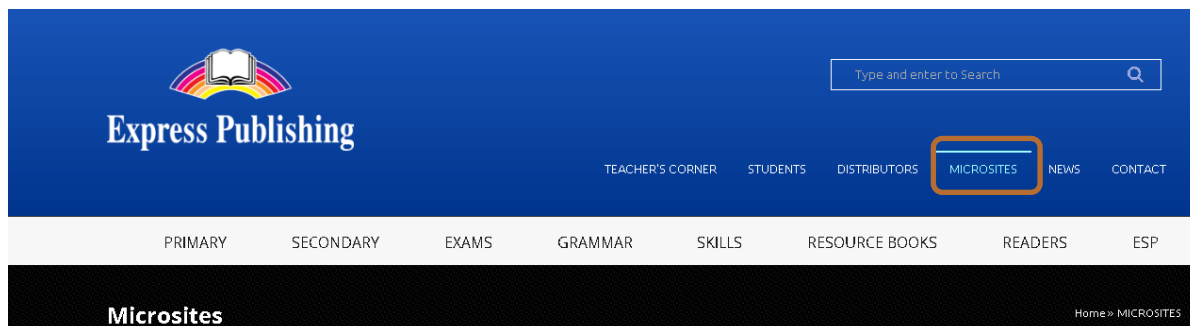 Type and enter to Search
Express Publishing
TEACHER'S CORNER STUDENTS DISTRIBUTORS MICROSITES NEWS CONTACT
PRIMARY SECONDARY EXAMS GRAMMAR SKILLS RESOURCE BOOKS READERS ESP
Microsites Home » MICROSITES